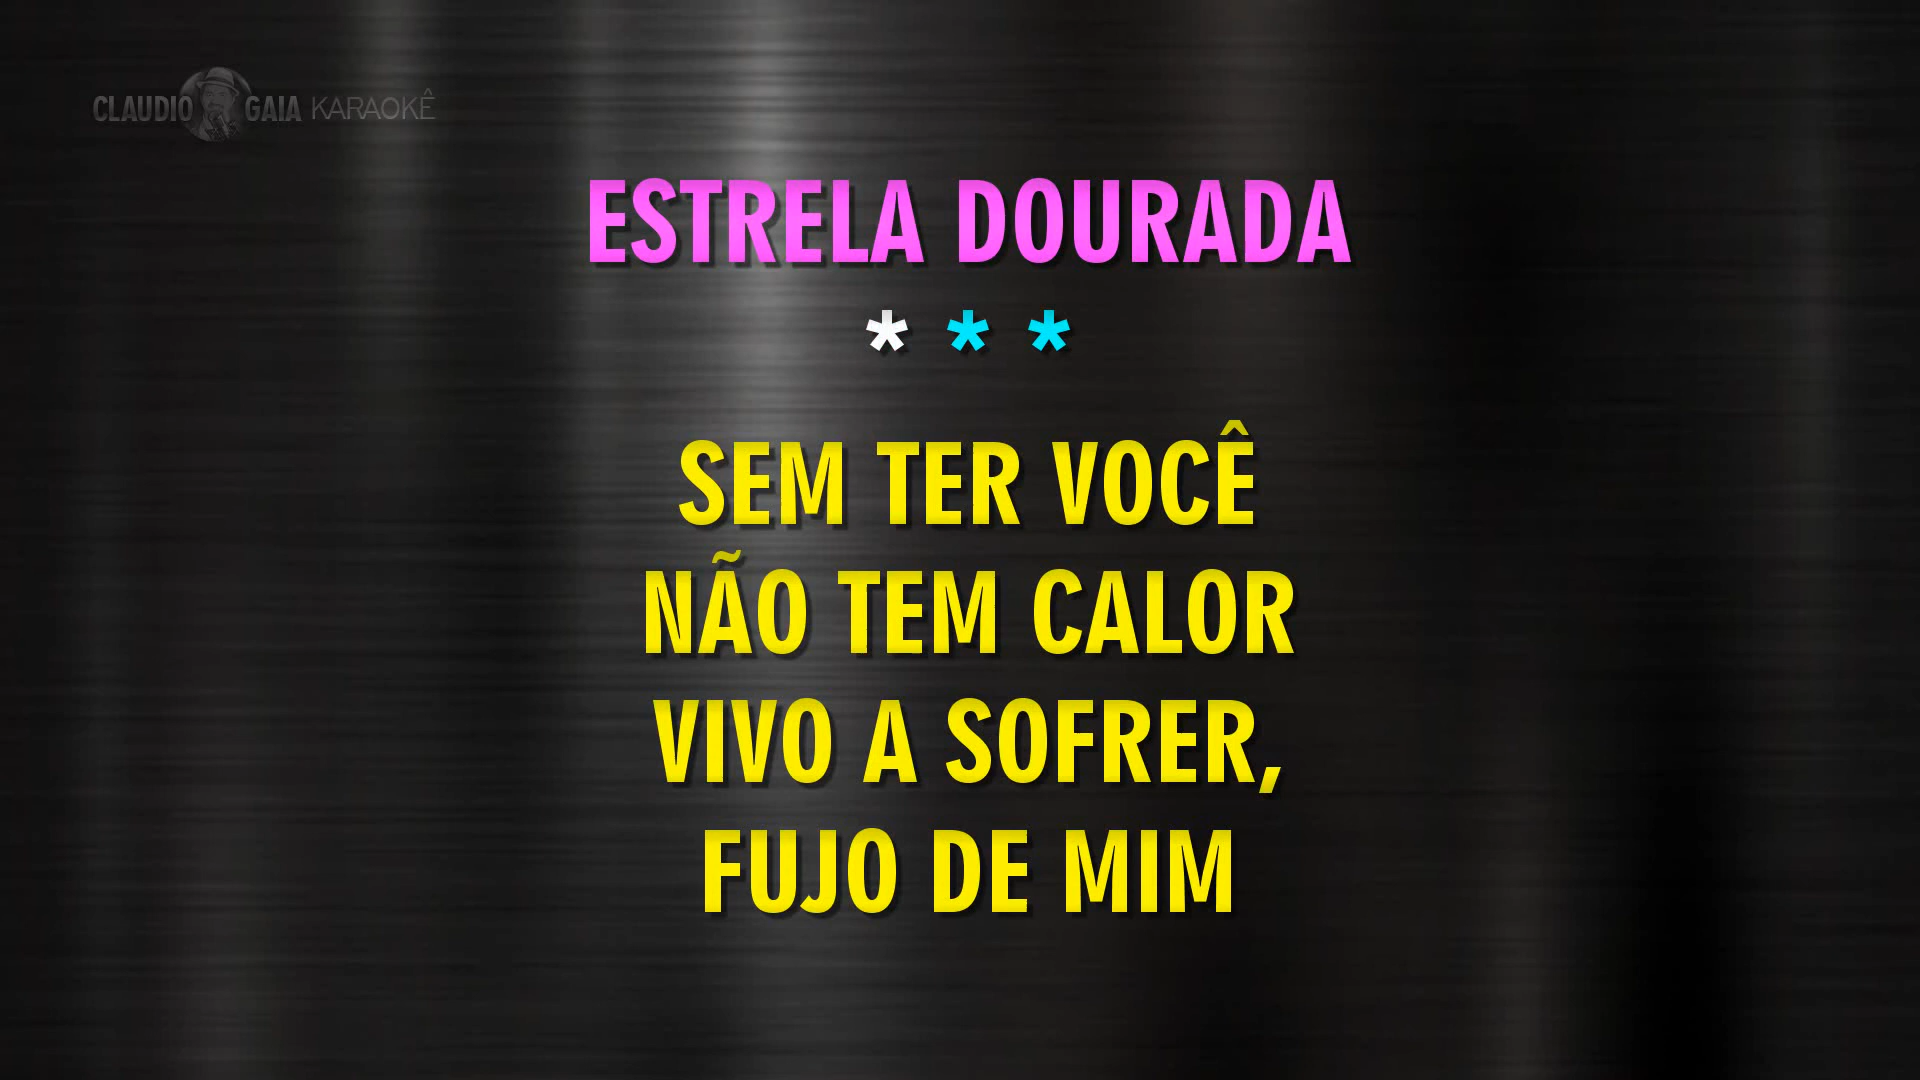 CLAUDIO GAIA KARAOKÊ
ESTRELA DOURADA
* * *
SEM TER VOCÊ
NÃO TEM CALOR
VIVO A SOFRER,
FUJO DE MIM